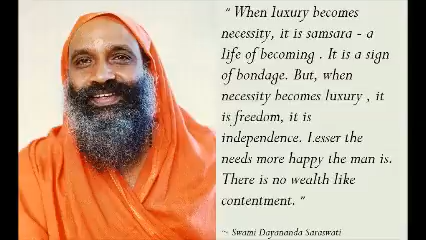 " When luxury becomes
necessity, it is samsara - a
life of becoming . It is a sign
of bondage. But, when
necessity becomes luxury , it
is freedom, it is
independence. Lesser the
needs more happy the man is.
There is no wealth like
contentment. "
~ Swami Dayananda Saraswati